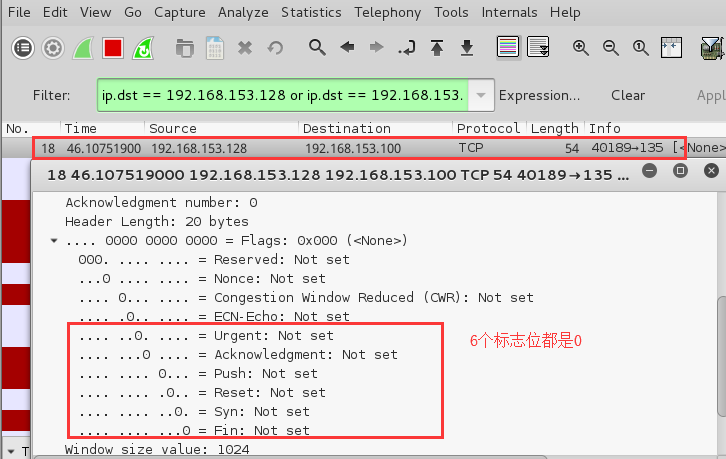 File Edit View Go Capture Analyze Statistics Telephony Tools Internals Help
Filter: ip.dst == 192.168.153.128 or ip.dst == 192.168.153. Expression... Clear Appl
No. Time Source Destination Protocol Length Info
18 46.10751900 192.168.153.128 192.168.153.100 TCP 54 40189→135 [<None>
18 46.107519000 192.168.153.128 192.168.153.100 TCP 54 40189→135 ...
Acknowledgment number: 0
Header Length: 20 bytes
.... 0000 0000 0000 = Flags: 0x000 (<None>)
000. .... .... = Reserved: Not set
...0 .... .... = Nonce: Not set
.... 0... .... = Congestion Window Reduced (CWR): Not set
.... .0.. .... = ECN-Echo: Not set
.... ..0. .... = Urgent: Not set
.... ...0 .... = Acknowledgment: Not set
.... .... 0... = Push: Not set
.... .... .0.. = Reset: Not set
.... .... ..0. = Syn: Not set
.... .... ...0 = Fin: Not set
6个标志位都是0
Window size value: 1024
T